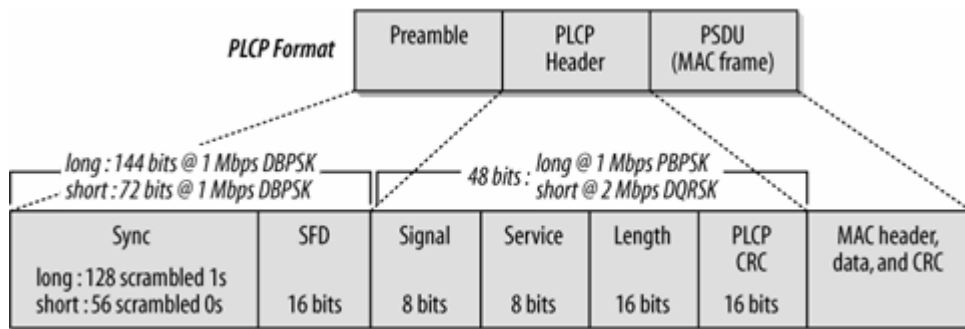 PLCP Format
Preamble
PLCP
Header
PSDU
(MAC frame)
long : 144 bits @ 1 Mbps DBPSK
short : 72 bits @ 1 Mbps DBPSK
48 bits :
long @ 1 Mbps PBPSK
short @ 2 Mbps DQRSK
Sync
long : 128 scrambled 1s
short : 56 scrambled 0s
SFD
16 bits
Signal
8 bits
Service
8 bits
Length
16 bits
PLCP
CRC
16 bits
MAC header,
data, and CRC